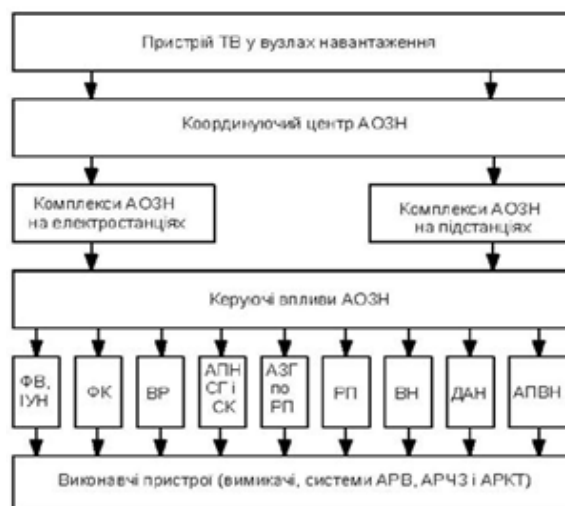 Пристрій ТВ у вузлах навантаження
Координуючий центр АОЗН
Комплекси АОЗН
на електростанціях
Комплекси АОЗН
на підстанціях
Керуючі впливи АОЗН
ФВ,
ІУН
ФК
ВР
АПН
СГ і
СК
АЗГ
по
РП
РП
ВН
ДАН
АПВН
Виконавчі пристрої (вимикачі, системи АРВ, АРЧЗ і АРКТ)